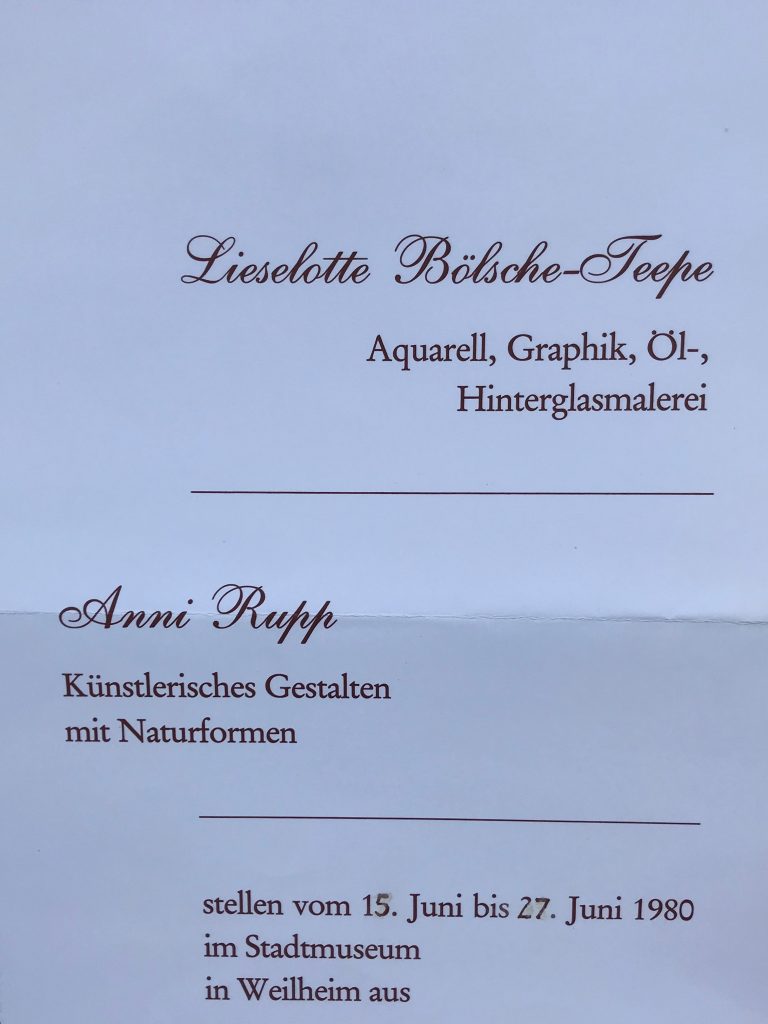 Lieselotte Bölsche-Teepe
Aquarell, Graphik, Öl-,
Hinterglasmalerei
Anni Rupp
Künstlerisches Gestalten
mit Naturformen
stellen vom 15. Juni bis 27. Juni 1980
im Stadtmuseum
in Weilheim aus